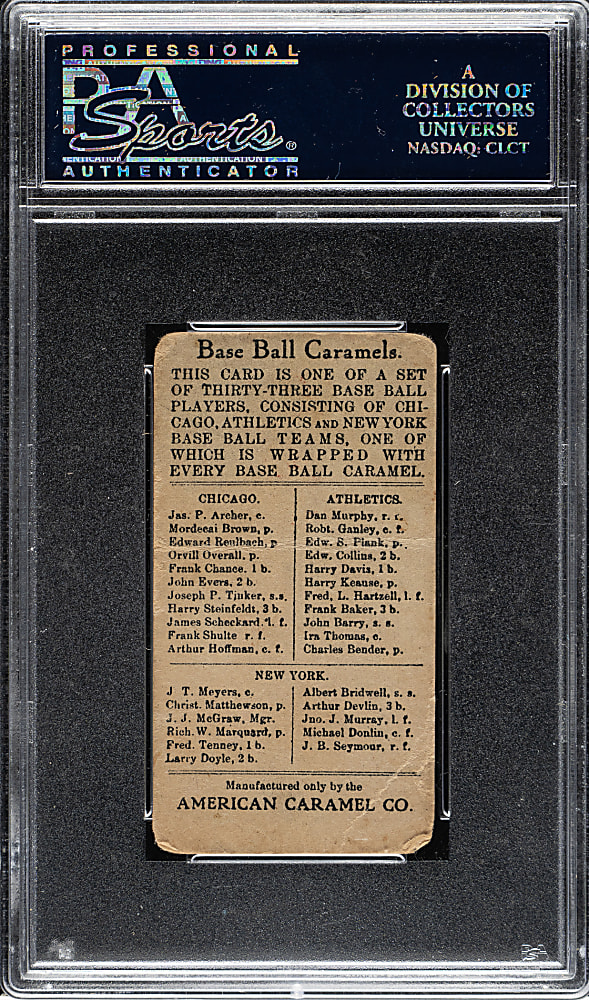 PROFESSIONAL
PSA
Sports®
AUTHENTICATOR
A
DIVISION OF
COLLECTORS
UNIVERSE
NASDAQ: CLCT
Base Ball Caramels.
THIS CARD IS ONE OF A SET
OF THIRTY-THREE BASE BALL
PLAYERS, CONSISTING OF CHI-
CAGO, ATHLETICS AND NEW YORK
BASE BALL TEAMS, ONE OF
WHICH IS WRAPPED WITH
EVERY BASE BALL CARAMEL.
CHICAGO.
Jas. P. Archer, c.
Mordecai Brown, p.
Edward Reulbach, p
Orvill Overall, p.
Frank Chance, 1 b.
John Evers, 2 b.
Joseph P. Tinker, s.s.
Harry Steinfeldt, 3 b.
James Scheckard. l. f.
Frank Shulte r. f.
Arthur Hoffman, c. f.
ATHLETICS.
Dan Murphy, r. f.
Robt. Ganley, c. f.
Edw. S. Plank, p.
Edw. Collins, 2 b.
Harry Davis, 1 b.
Harry Keause, p.
Fred. L. Hartzell, l. f.
Frank Baker, 3 b.
John Barry, s. s.
Ira Thomas, c.
Charles Bender, p.
NEW YORK.
J T. Meyers, c.
Christ. Matthewson, p.
J. J. McGraw, Mgr.
Rich. W. Marquard, p.
Fred. Tenney, 1 b.
Larry Doyle, 2 b.
Albert Bridwell, s. s.
Arthur Devlin, 3 b.
Jno. J. Murray, l. f.
Michael Donlin, c. f.
J. B. Seymour, r. f.
Manufactured only by the
AMERICAN CARAMEL CO.